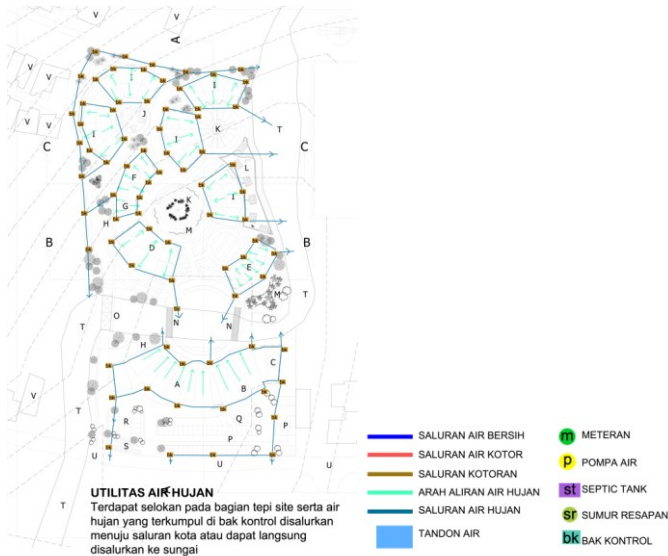 V
V
A
V
V
V
I
I
J
V
V
K
T
C
I
I
C
L
F
K
I
G
H
M
B
D
B
E
M
T
O
T
N
N
H
C
V
A
B
T
R
Q
P
P
S
U
U
U
T
UTILITAS AIR HUJAN
Terdapat selokan pada bagian tepi site serta air
hujan yang terkumpul di bak kontrol disalurkan
menuju saluran kota atau dapat langsung
disalurkan ke sungai
SALURAN AIR BERSIH
SALURAN AIR KOTOR
SALURAN KOTORAN
ARAH ALIRAN AIR HUJAN
SALURAN AIR HUJAN
TANDON AIR
m METERAN
p POMPA AIR
st SEPTIC TANK
sr SUMUR RESAPAN
bk BAK KONTROL